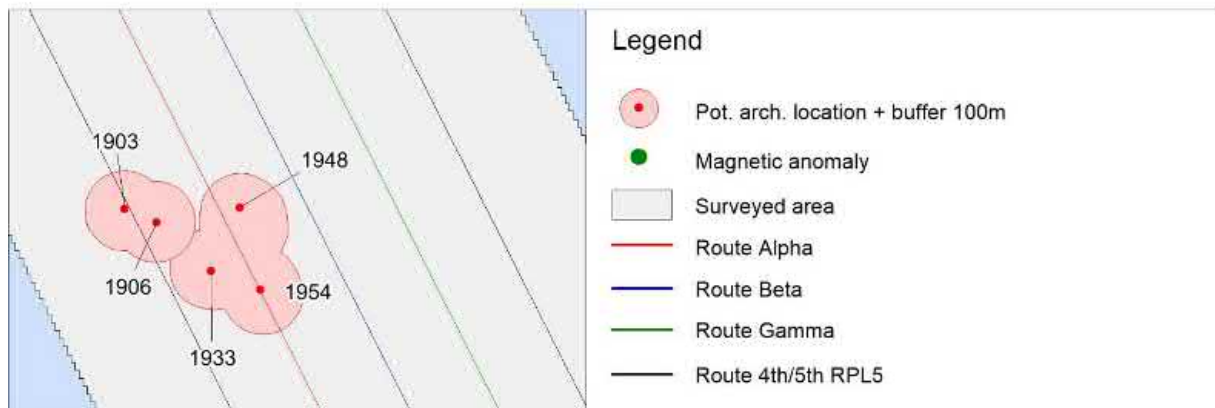 1903
1948
1906
1954
1933
Legend
Pot. arch. location + buffer 100m
Magnetic anomaly
Surveyed area
Route Alpha
Route Beta
Route Gamma
Route 4th/5th RPL5